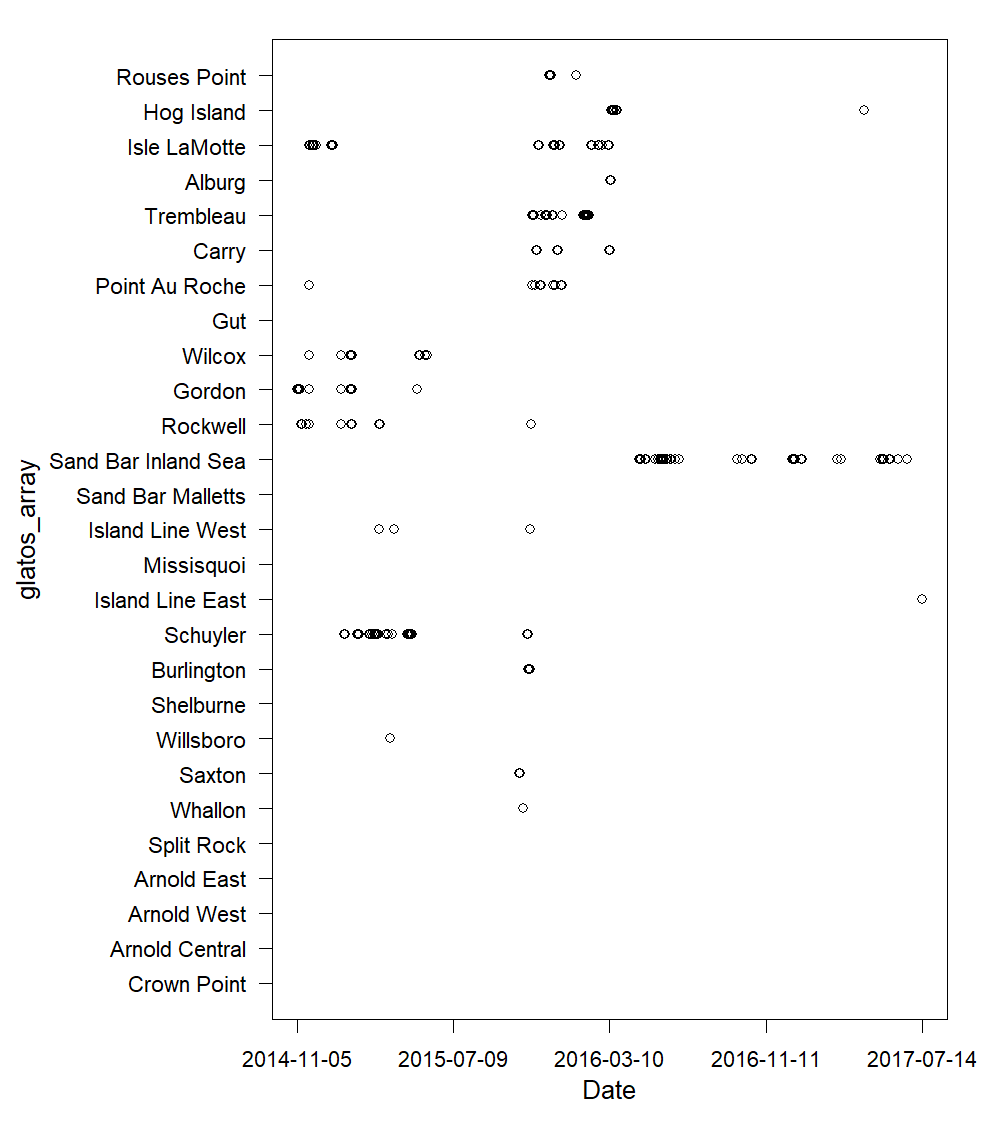 Rouses Point
Hog Island
Isle LaMotte
Alburg
Trembleau
Carry
Point Au Roche
Gut
Wilcox
Gordon
Rockwell
Sand Bar Inland Sea
Sand Bar Malletts
Island Line West
Missisquoi
Island Line East
Schuyler
Burlington
Shelburne
Willsboro
Saxton
Whallon
Split Rock
Arnold East
Arnold West
Arnold Central
Crown Point
glatos_array
2014-11-05 2015-07-09 2016-03-10 2016-11-11 2017-07-14
Date